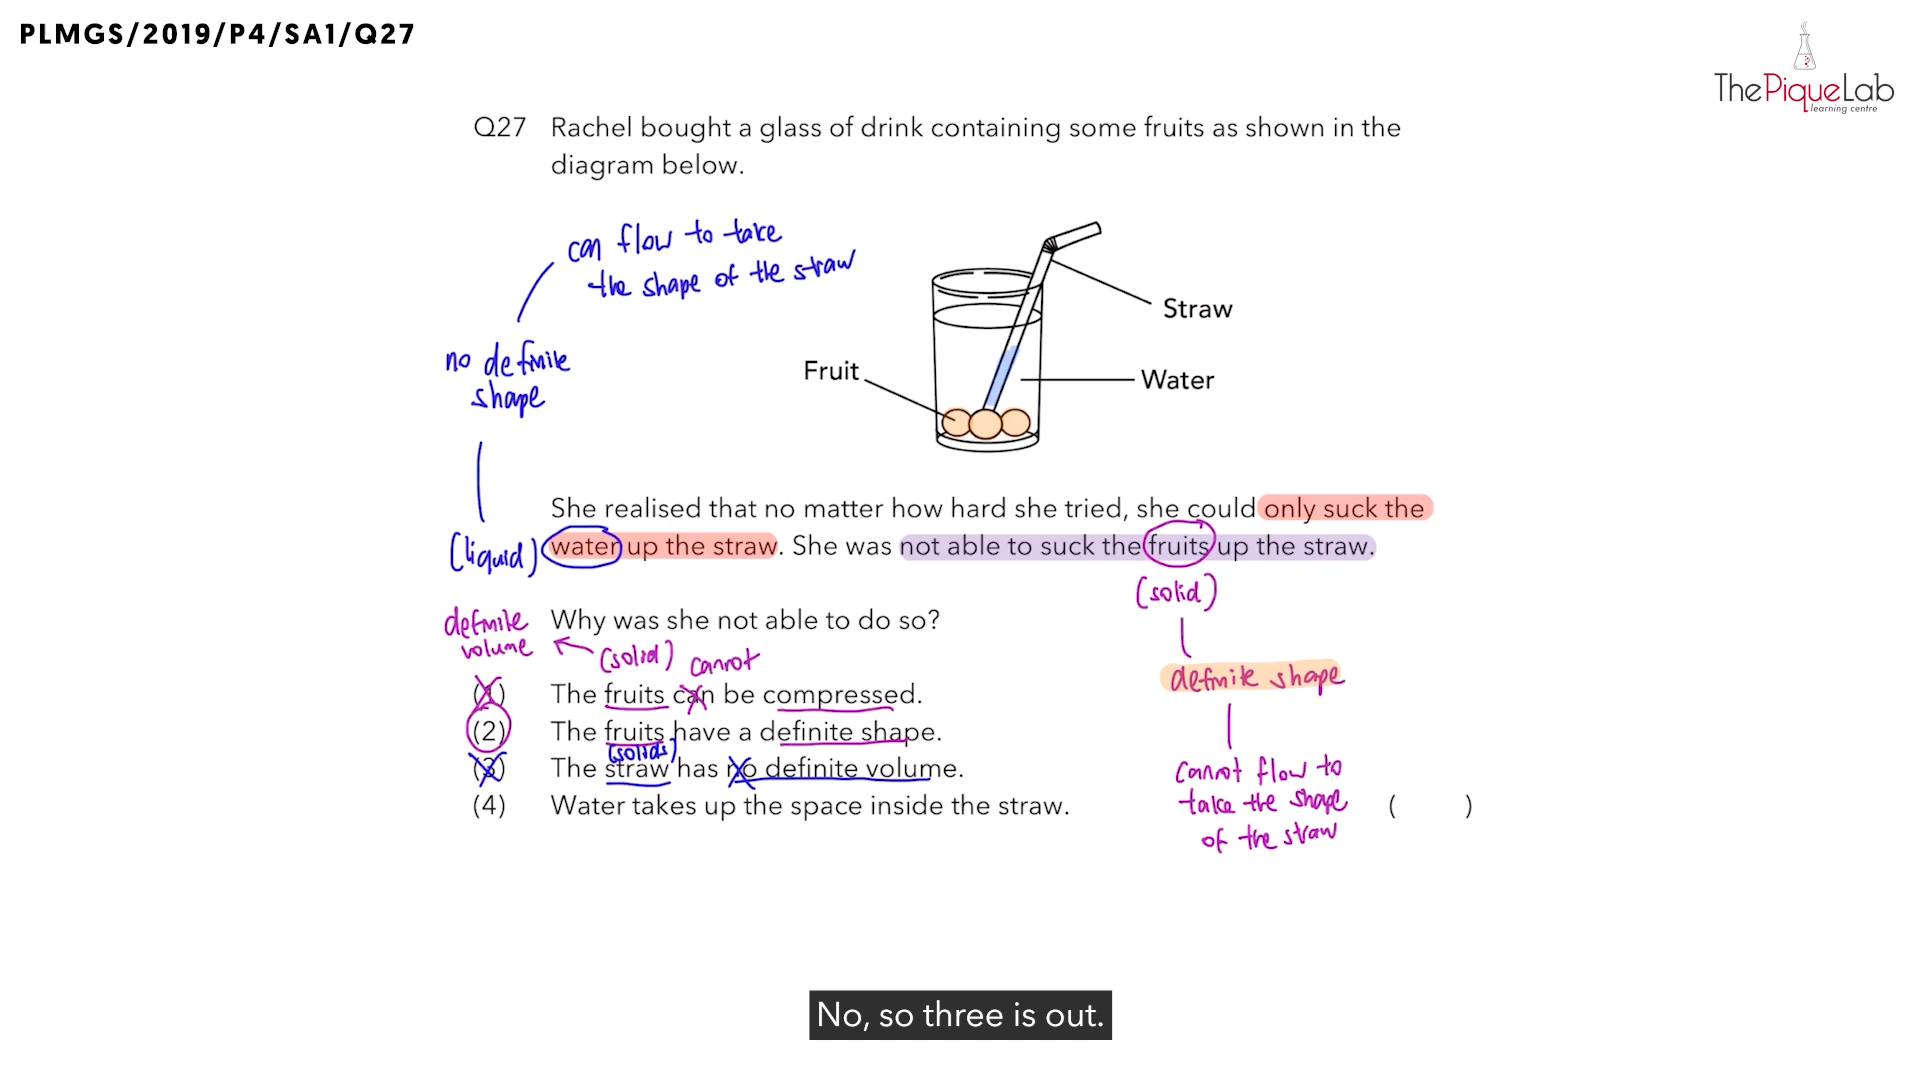 PLMGS/2019/P4/SA1/Q27
ThePiqueLab
learning centre
Q27 Rachel bought a glass of drink containing some fruits as shown in the
diagram below.
can flow to take
the shape of the straw
no definite
shape
(liquid)
Straw
Fruit
Water
She realised that no matter how hard she tried, she could only suck the
water up the straw. She was not able to suck the fruits up the straw.
(solid)
definite shape
cannot flow to
take the shape
of the straw
Why was she not able to do so?
definite
volume
(solid) cannot
(1) The fruits can be compressed.
(2) The fruits have a definite shape.
(solids)
(3) The straw has no definite volume.
(4) Water takes up the space inside the straw. ( )
No, so three is out.